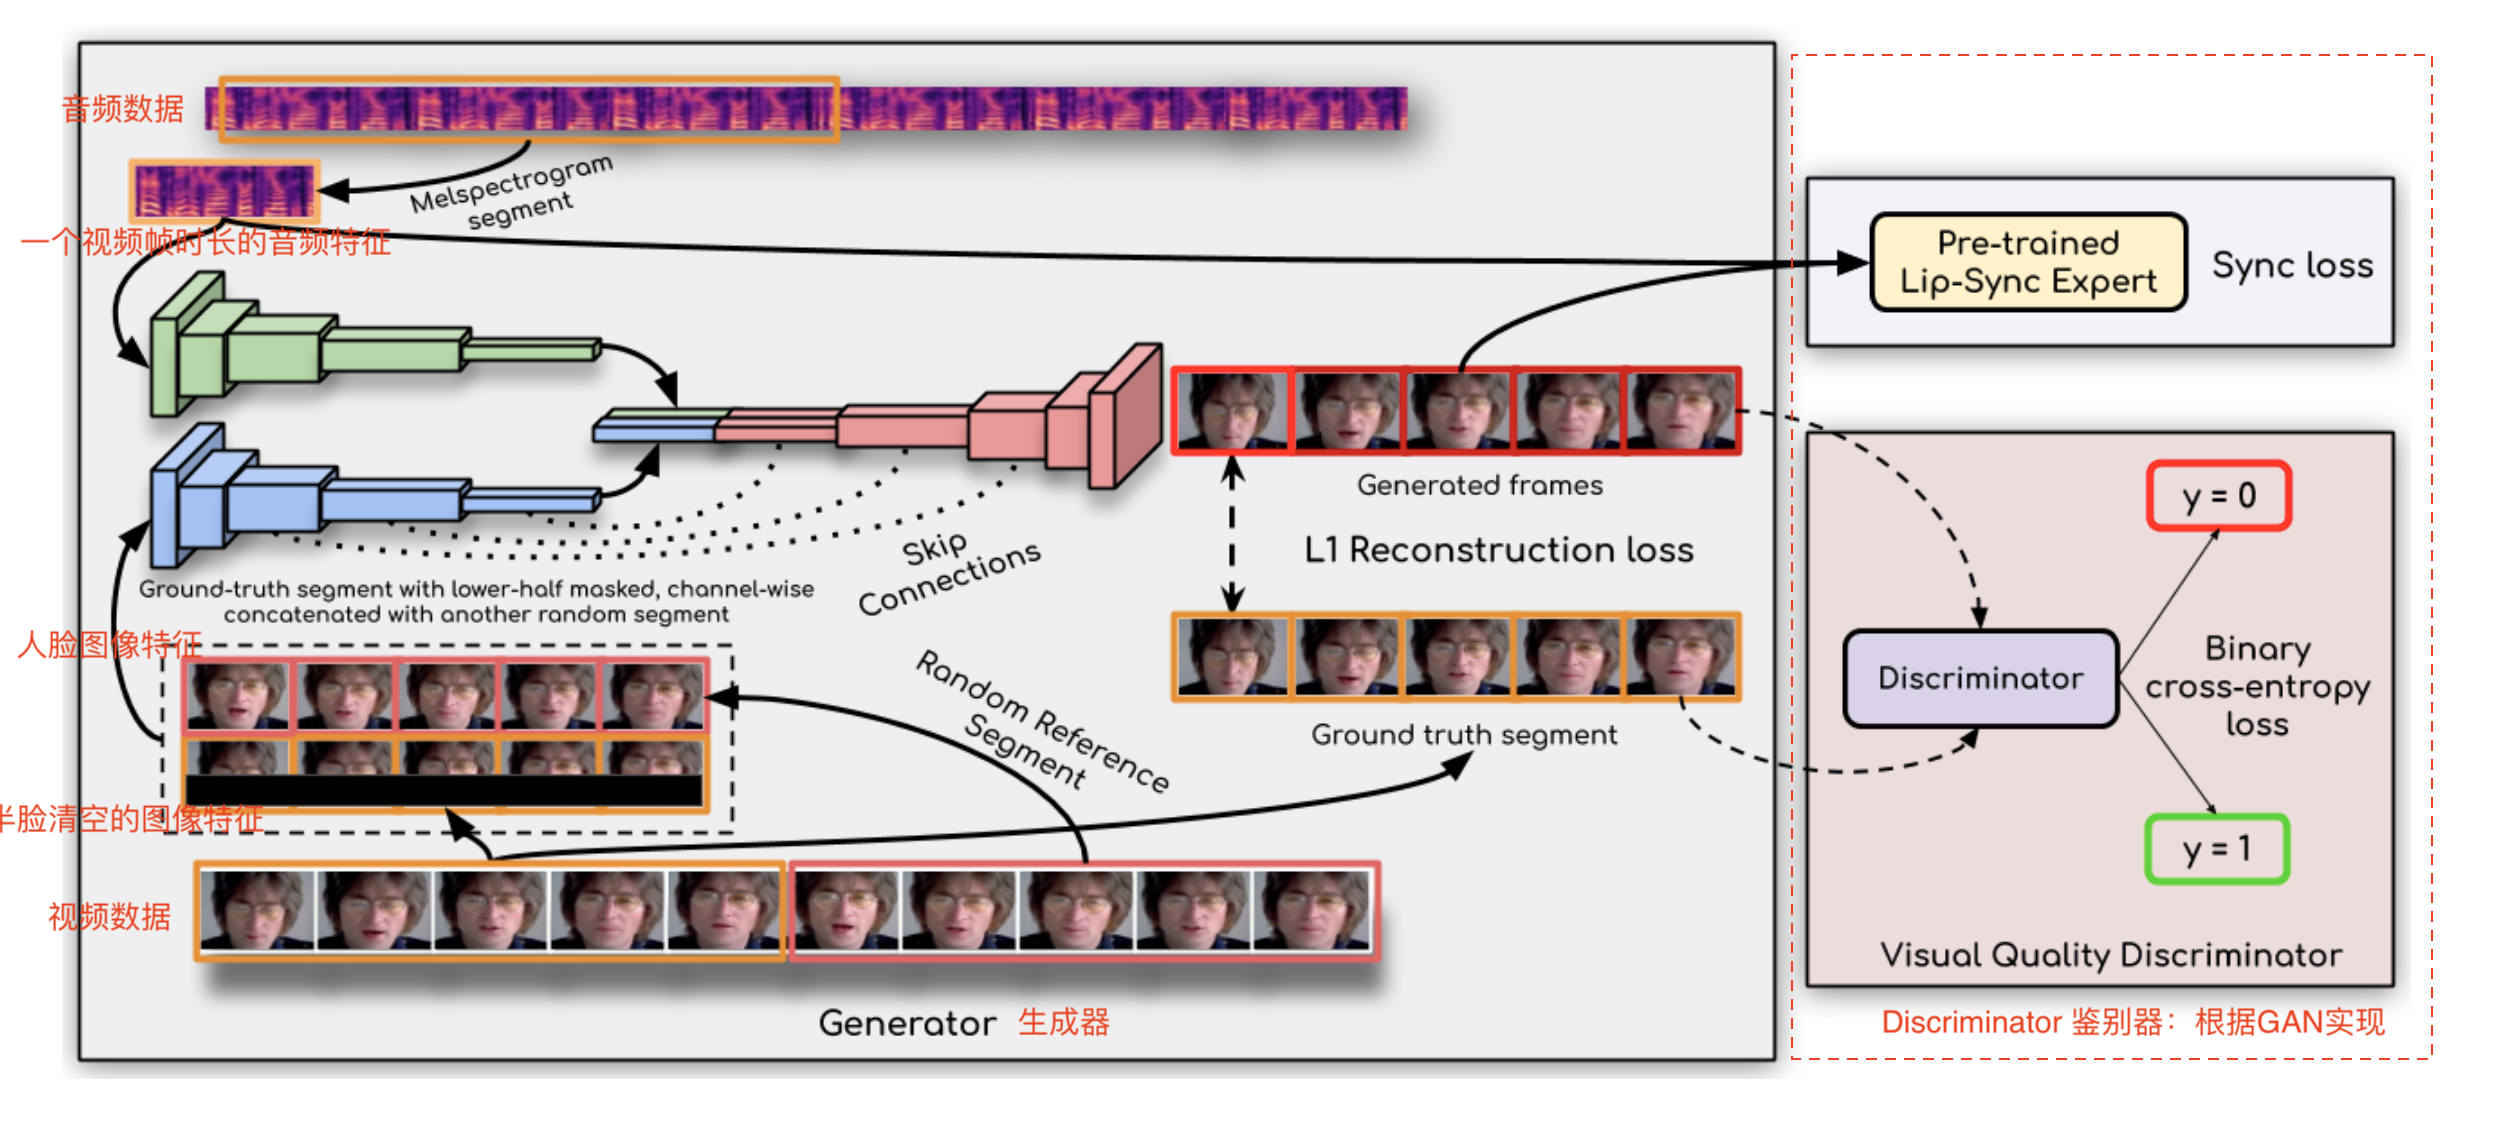 音频数据
Melspectrogram
segment
一个视频帧时长的音频特征
Pre-trained
Lip-Sync Expert
Sync loss
Generated frames
Skip
Connections
L1 Reconstruction loss
Ground-truth segment with lower-half masked, channel-wise
concatenated with another random segment
人脸图像特征
半脸清空的图像特征
Random Reference
Segment
Ground truth segment
视频数据
Generator 生成器
y = 0
Discriminator
Binary
cross-entropy
loss
y = 1
Visual Quality Discriminator
Discriminator 鉴别器：根据GAN实现